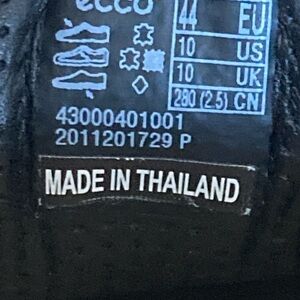 ecco
44 EU
10 US
10 UK
280 (2.5) CN
43000401001
2011201729 P
MADE IN THAILAND